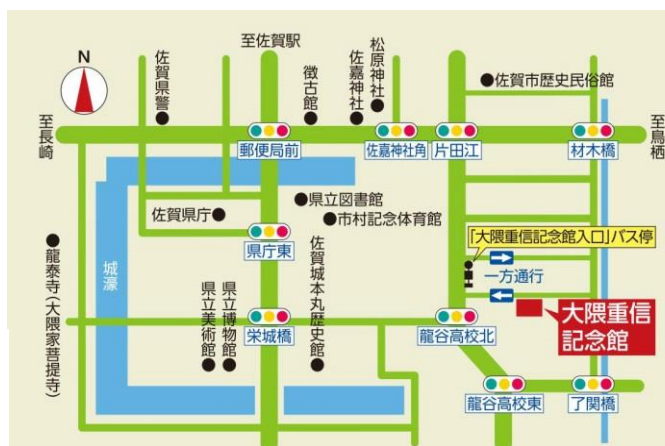 N
至佐賀駅
佐賀県警
徴古館
佐嘉神社
松原神社
佐賀市歴史民俗館
至長崎
至鳥栖
郵便局前
佐嘉神社角
片田江
材木橋
県立図書館
佐賀県庁
市村記念体育館
県庁東
「大隈重信記念館入口」バス停
一方通行
龍泰寺(大隈家菩提寺)
城濠
県立美術館
県立博物館
佐賀城本丸歴史館
栄城橋
龍谷高校北
大隈重信
記念館
龍谷高校東
了関橋